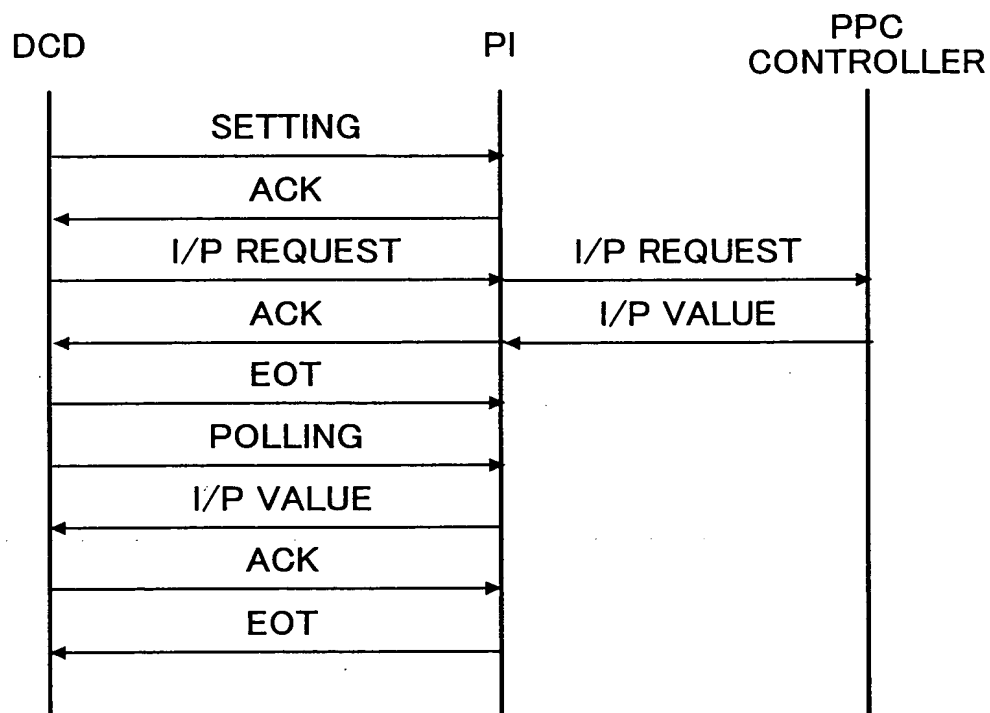 DCD
PI
PPC
CONTROLLER
SETTING
ACK
I/P REQUEST
I/P REQUEST
ACK
I/P VALUE
EOT
POLLING
I/P VALUE
ACK
EOT